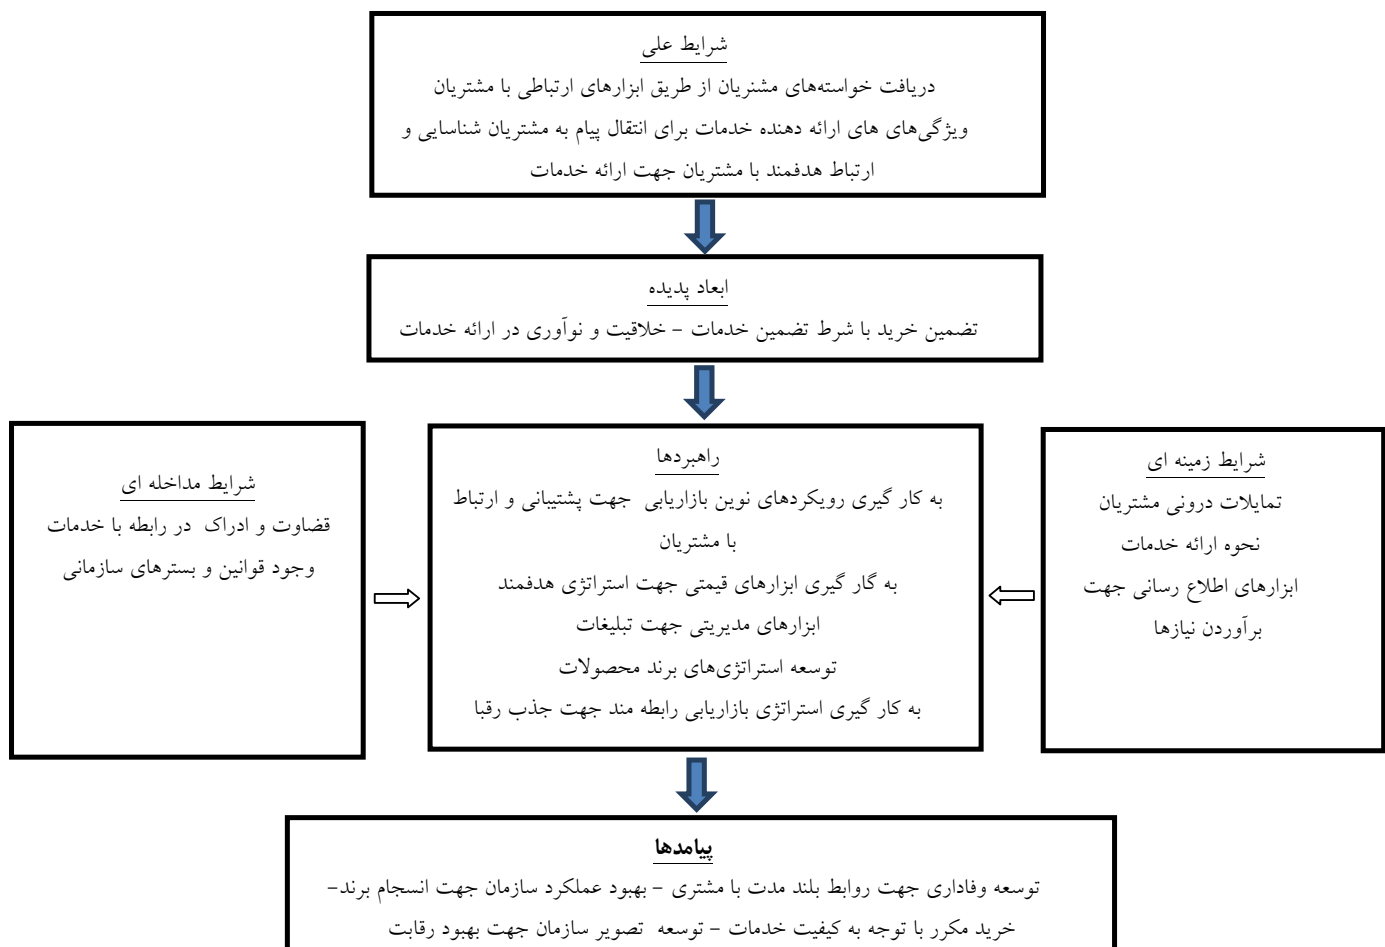 شرایط علی
دریافت خواسته‌های مشنریان از طریق ابزارهای ارتباطی با مشتریان
ویژگی‌های های ارائه دهنده خدمات برای انتقال پیام به مشتریان شناسایی و
ارتباط هدفمند با مشتریان جهت ارائه خدمات
ابعاد پدیده
تضمین خرید با شرط تضمین خدمات – خلاقیت و نوآوری در ارائه خدمات
شرایط زمینه ای
تمایلات درونی مشتریان
نحوه ارائه خدمات
ابزارهای اطلاع رسانی جهت
برآوردن نیازها
راهبردها
به کار گیری رویکردهای نوین بازاریابی جهت پشتیبانی و ارتباط
با مشتریان
به گار گیری ابزارهای قیمتی جهت استراتژی هدفمند
ابزارهای مدیریتی جهت تبلیغات
توسعه استراتژی‌های برند محصولات
به کار گیری استراتژی بازاریابی رابطه مند جهت جذب رقبا
شرایط مداخله ای
قضاوت و ادراک در رابطه با خدمات
وجود قوانین و بسترهای سازمانی
پیامدها
توسعه وفاداری جهت روابط بلند مدت با مشتری – بهبود عملکرد سازمان جهت انسجام برند–
خرید مکرر با توجه به کیفیت خدمات – توسعه تصویر سازمان جهت بهبود رقابت